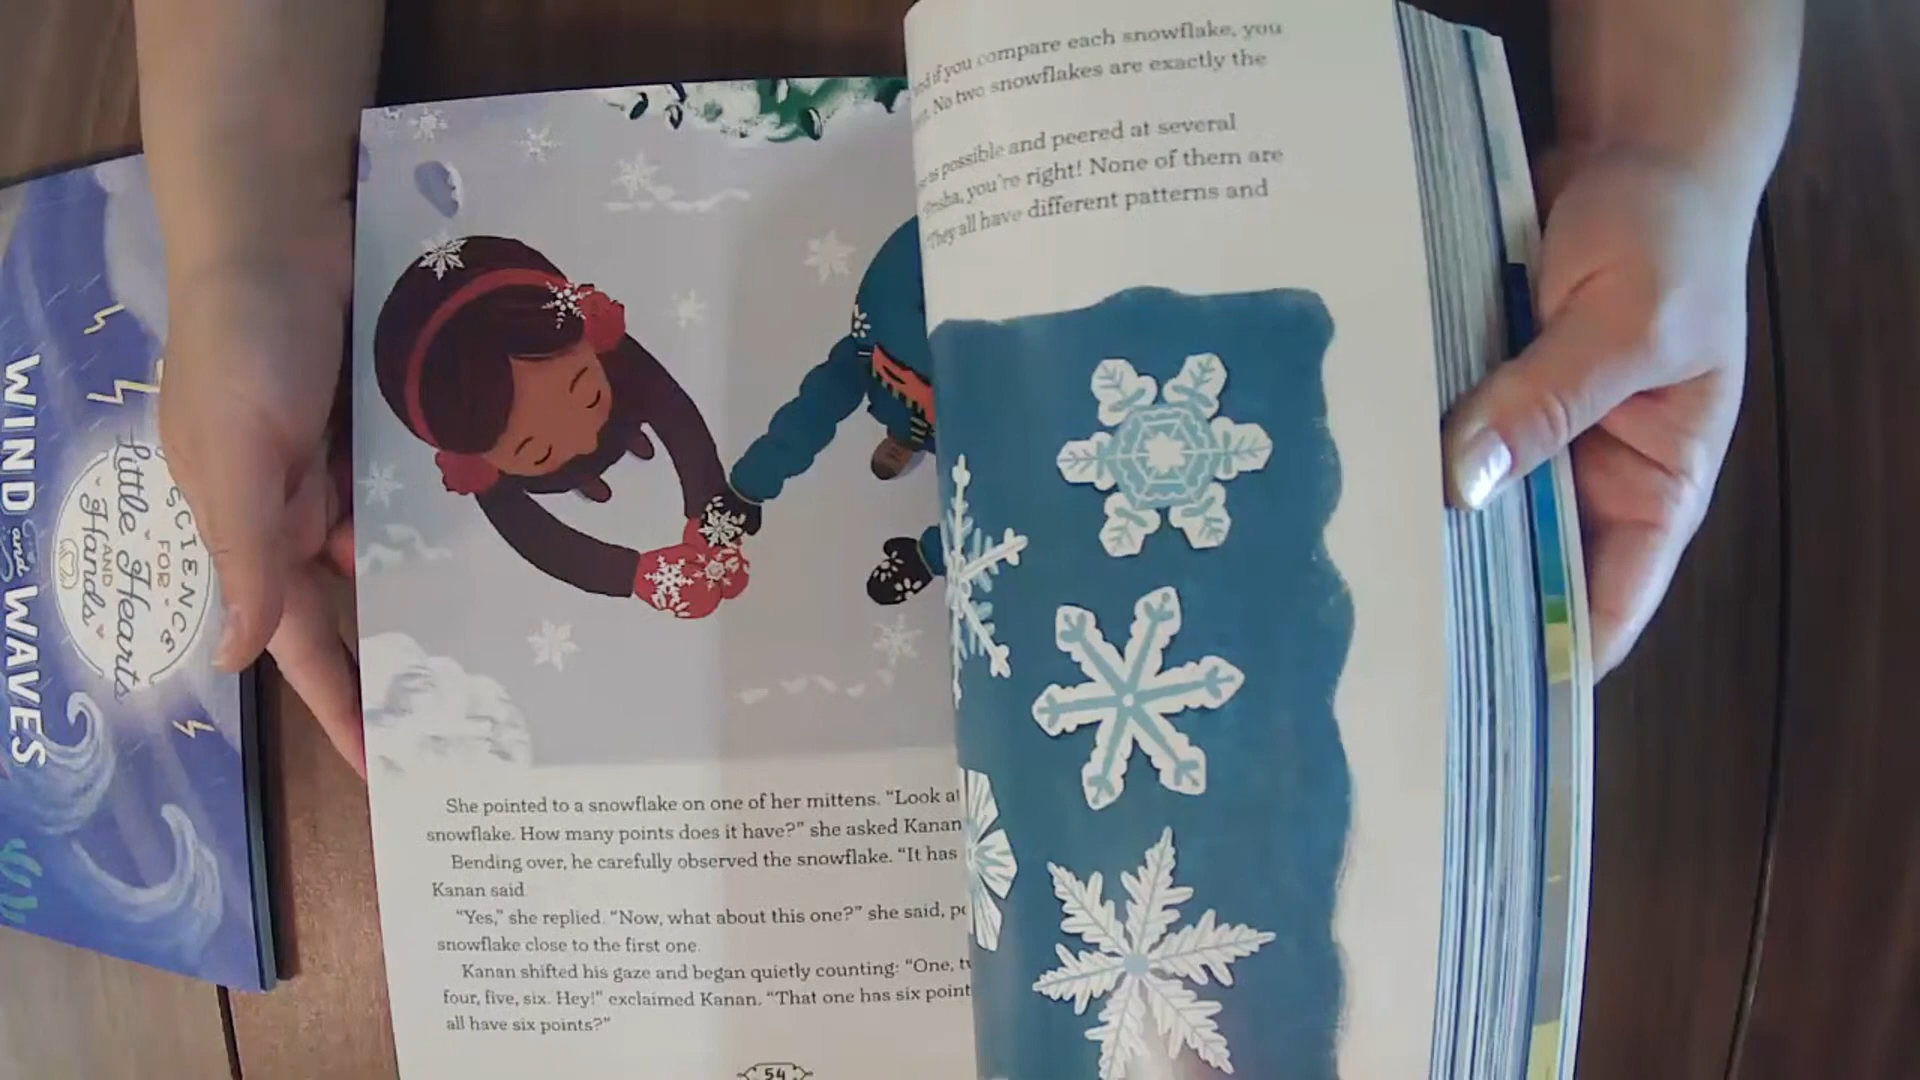 WIND and WAVES
SCIENCE
FOR
Little Hearts
AND
Hands
She pointed to a snowflake on one of her mittens. “Look
snowflake. How many points does it have?” she asked Kanan
Bending over, he carefully observed the snowflake. “It has
Kanan said.
“Yes,” she replied. “Now, what about this one?” she said,
snowflake close to the first one.
Kanan shifted his gaze and began quietly counting: “One,
four, five, six. Hey!” exclaimed Kanan. “That one has six point
all have six points?”
54
if you compare each snowflake, you
No two snowflakes are exactly the
as possible and peered at several
you’re right! None of them are
“They all have different patterns and